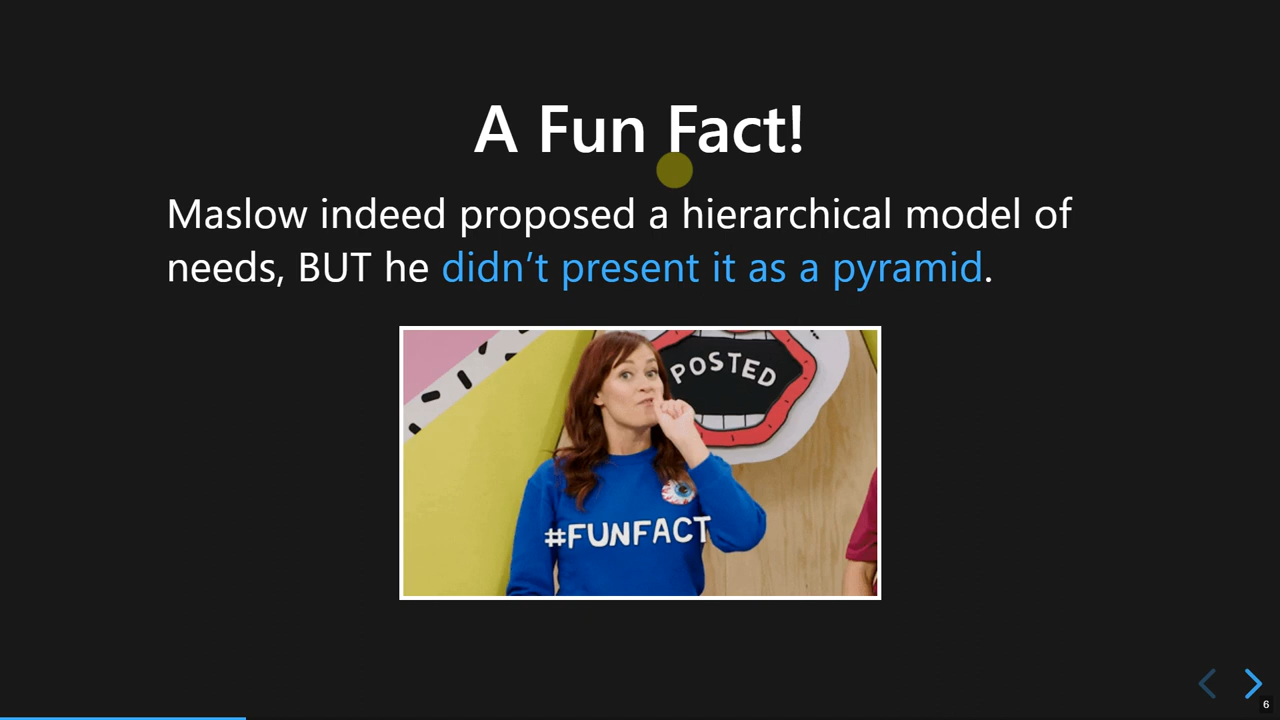 A Fun Fact!
Maslow indeed proposed a hierarchical model of
needs, BUT he didn’t present it as a pyramid.
POSTED
#FUNFACT
6